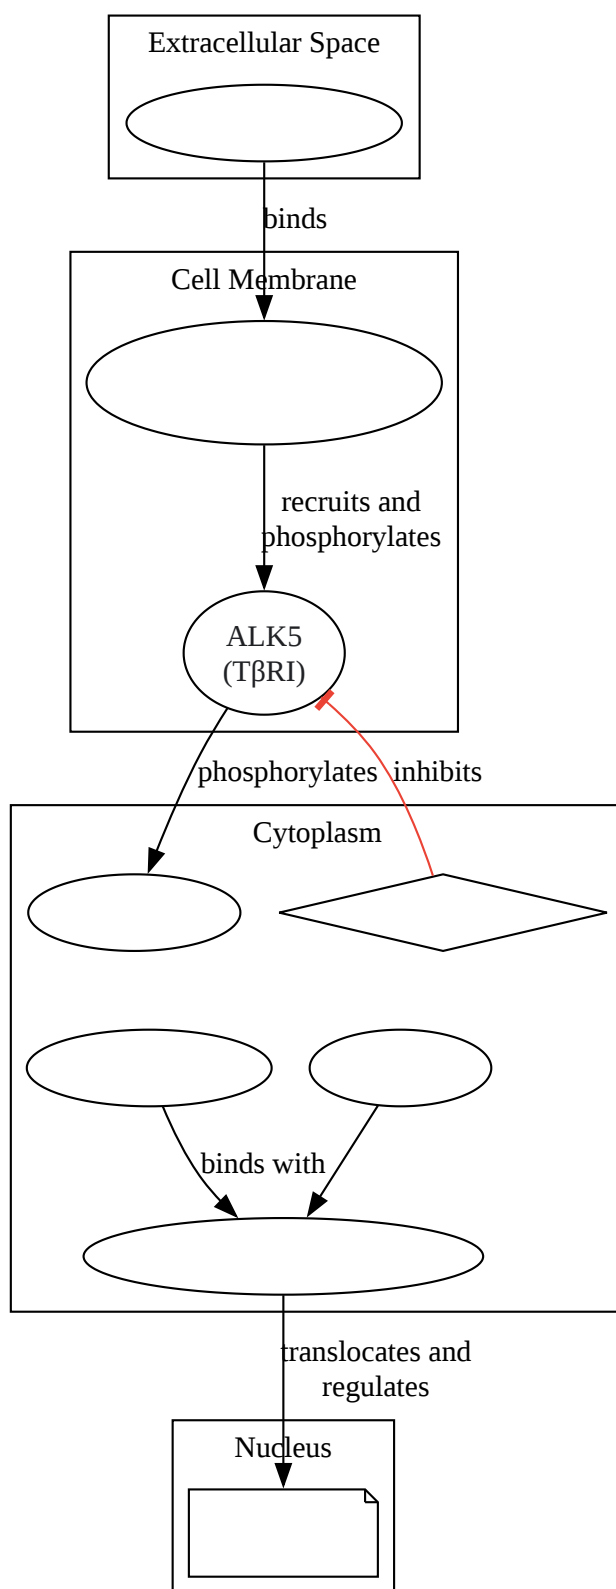 Extracellular Space
binds
Cell Membrane
recruits and
phosphorylates
ALK5
(TβRI)
phosphorylates
inhibits
Cytoplasm
binds with
translocates and
regulates
Nucleus